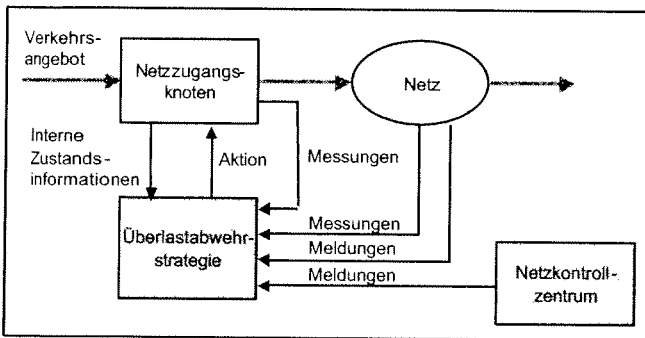 Verkehrs-
angebot
Netzzugangs-
knoten
Netz
Interne
Zustands-
informationen
Aktion
Messungen
Überlastabwehr-
strategie
Messungen
Meldungen
Meldungen
Netzkontroll-
zentrum